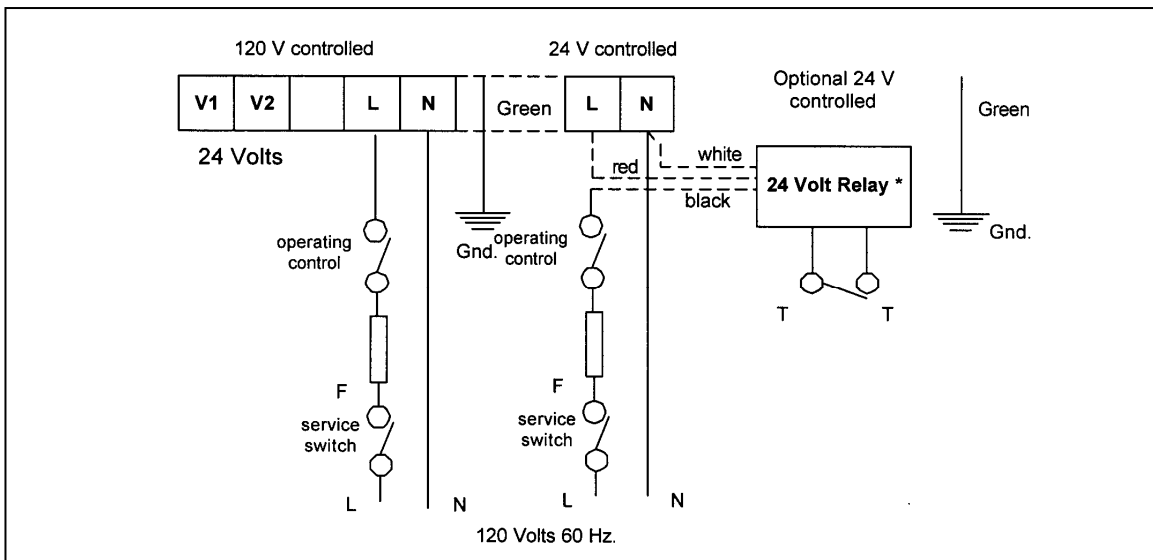 120 V controlled
24 V controlled
Optional 24 V
controlled
V1 V2 L N
Green
L N
Green
24 Volts
white
red
24 Volt Relay *
black
operating
control
Gnd.
operating
control
Gnd.
T T
F
F
service
switch
service
switch
L N
L N
120 Volts 60 Hz.